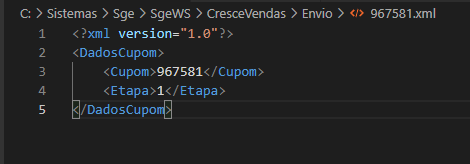 C: > Sistemas > Sge > SgeWS > CresceVendas > Envio > 967581.xml
1 <?xml version="1.0"?>
2 <DadosCupom>
3 <Cupom>967581</Cupom>
4 <Etapa>1</Etapa>
5 </DadosCupom>